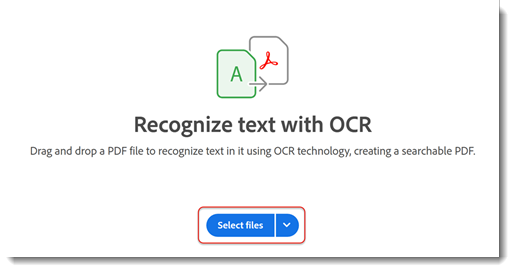 A
Recognize text with OCR
Drag and drop a PDF file to recognize text in it using OCR technology, creating a searchable PDF.
Select files